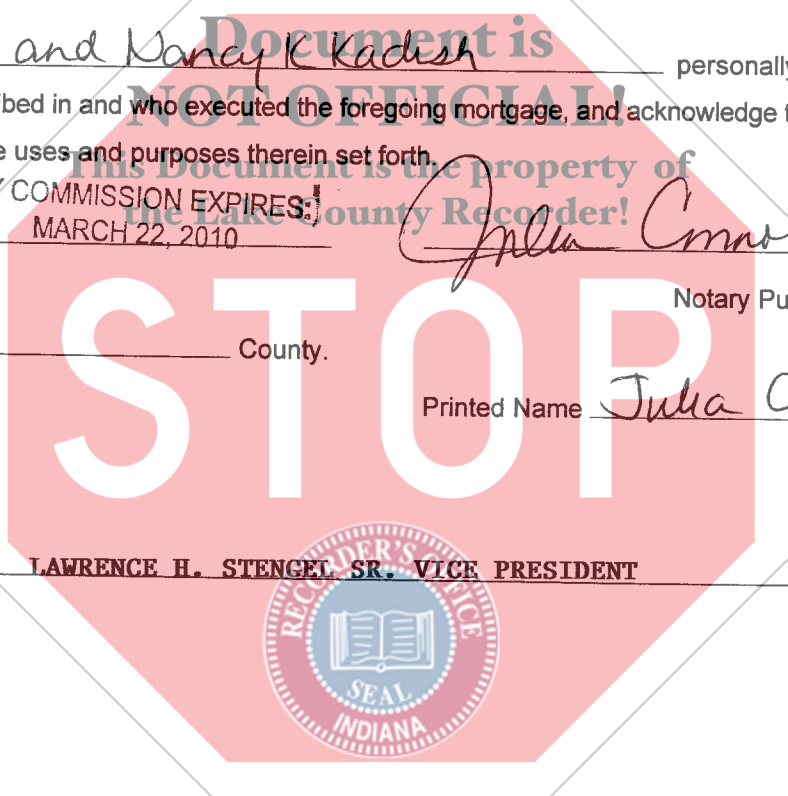 Document is
and Nancy K Kadish personally
NOT OFFICIAL!
ibed in and who executed the foregoing mortgage, and acknowledge t
e uses and purposes therein set forth.
This Document is the property of
COMMISSION EXPIRES:
the Lake County Recorder!
MARCH 22, 2010
Notary Pu
STOP
County.
Printed Name Julia C
LAWRENCE H. STENGEL SR. VICE PRESIDENT
RECORDER'S OFFICE
SEAL
INDIANA